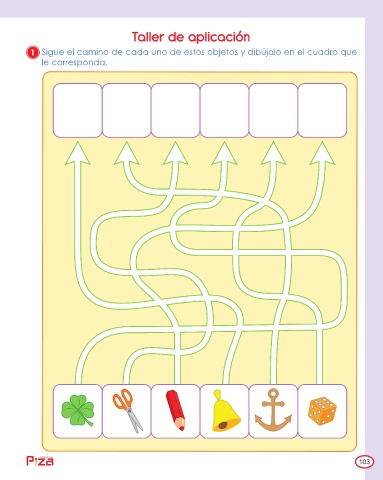 Taller de aplicación
1 Sigue el camino de cada uno de estos objetos y dibújalo en el cuadro que
le corresponda.
P:za
103